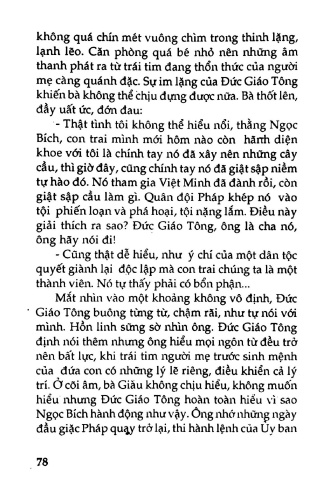 không quá chín mét vuông chìm trong thinh lặng,
lạnh lẽo. Căn phòng quá bé nhỏ nên những âm
thanh phát ra từ trái tim đang thổn thức của người
mẹ càng quánh đặc. Sự im lặng của Đức Giáo Tông
khiến bà không thể chịu đựng được nữa. Bà thốt lên,
đầy uất ức, đớn đau:
- Thật tình tôi không thể hiểu nổi, thằng Ngọc
Bích, con trai mình mới hôm nào còn hãnh diện
khoe với tôi là chính tay nó đã xây nên những cây
cầu, thì giờ đây, cũng chính tay nó đã giật sập niềm
tự hào đó. Nó tham gia Việt Minh đã đành rồi, còn
giật sập cầu làm gì. Quân đội Pháp khép nó vào
tội phiến loạn và phá hoại, tội nặng lắm. Điều này
giải thích ra sao? Đức Giáo Tông, ông là cha nó,
ông hãy nói đi!
- Cũng thật dễ hiểu, như ý chí của một dân tộc
quyết giành lại độc lập mà con trai chúng ta là một
thành viên. Nó tự thấy phải có bổn phận...
Mắt nhìn vào một khoảng không vô định, Đức
Giáo Tông buông từng từ, chậm rãi, như tự nói với
mình. Hồn linh sững sờ nhìn ông. Đức Giáo Tông
định nói thêm nhưng ông hiểu mọi ngôn từ đều trở
nên bất lực, khi trái tim người mẹ trước sinh mệnh
của đứa con có những lý lẽ riêng, điều khiển cả lý
trí. Ở cõi âm, bà Giãu không chịu hiểu, không muốn
hiểu nhưng Đức Giáo Tông hoàn toàn hiểu vì sao
Ngọc Bích hành động như vậy. Ông nhớ những ngày
đầu giặc Pháp quay trở lại, thi hành lệnh của Ủy ban
78